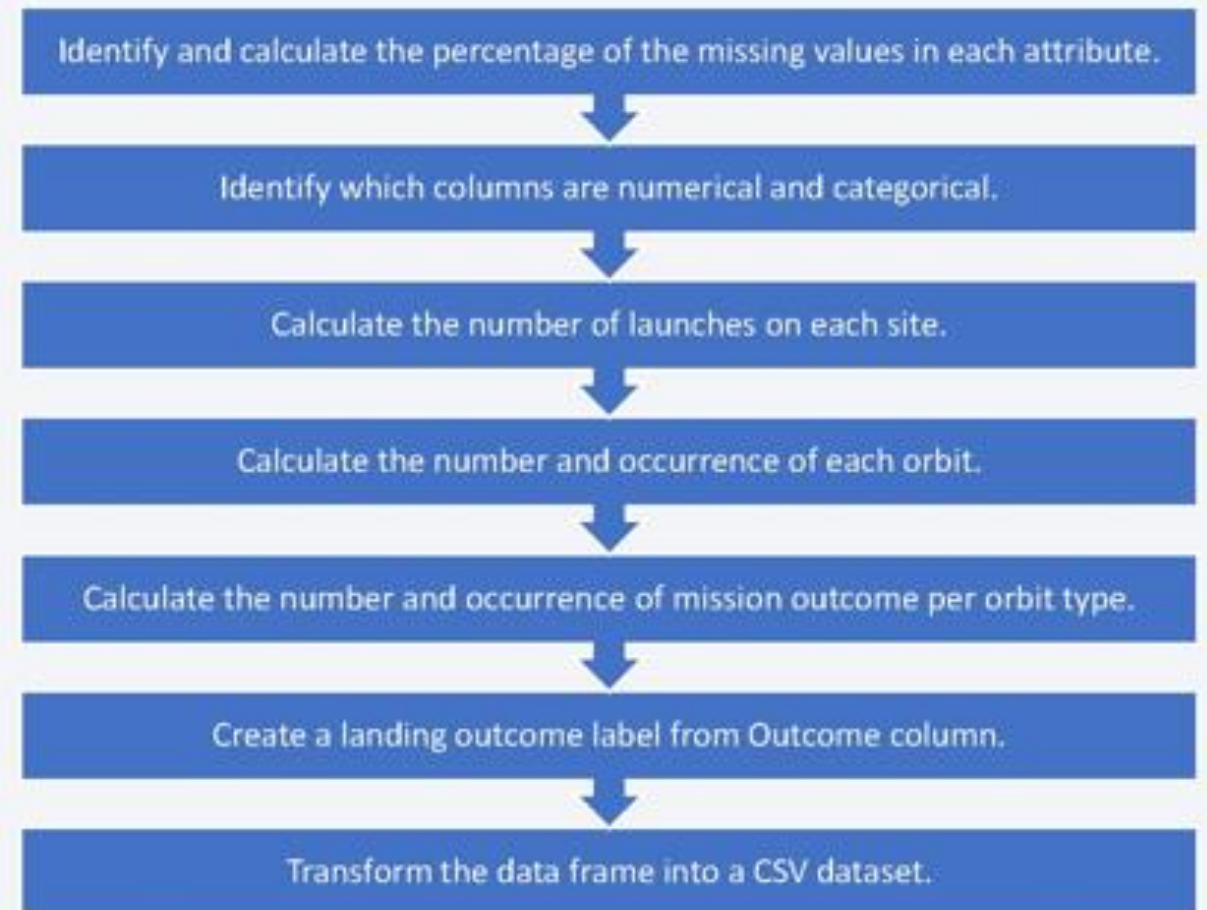 Identify and calculate the percentage of the missing values in each attribute.
Identify which columns are numerical and categorical.
Calculate the number of launches on each site.
Calculate the number and occurrence of each orbit.
Calculate the number and occurrence of mission outcome per orbit type.
Create a landing outcome label from Outcome column.
Transform the data frame into a CSV dataset.